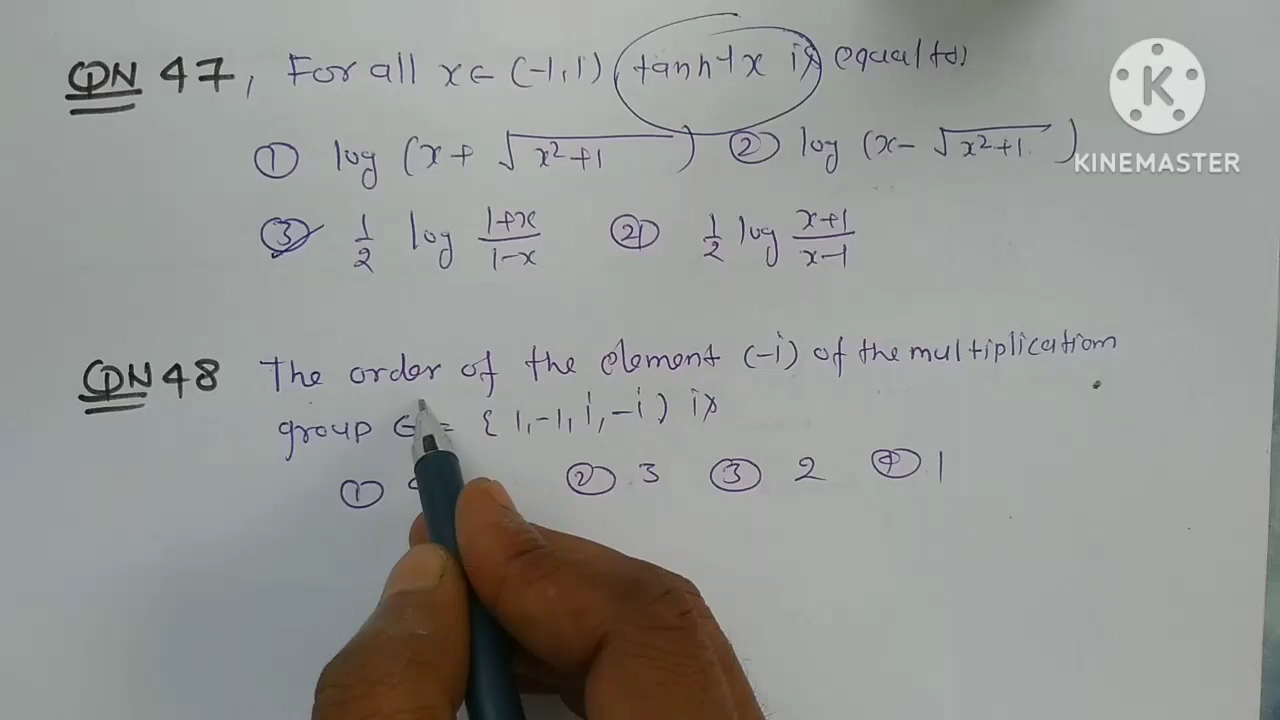 QN 47, For all x ∈ (-1,1) tanh⁻¹x is equal to
① log (x + √x²+1) ② log (x - √x²+1)
③ 1/2 log 1+x/1-x ④ 1/2 log x+1/x-1
QN 48 The order of the element (-i) of the multiplication
group G = { 1,-1, i, -i) is
① ② 3 ③ 2 ④ 1
K
KINEMASTER